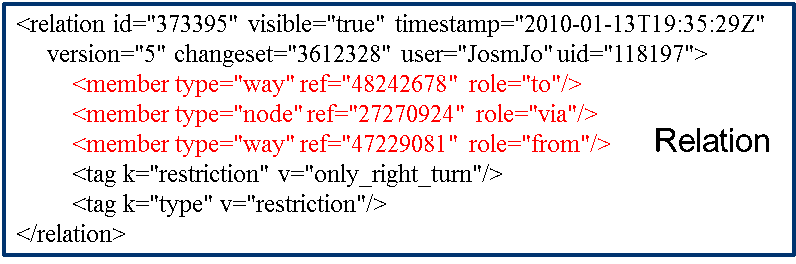 <relation id="373395" visible="true" timestamp="2010-01-13T19:35:29Z"
version="5" changeset="3612328" user="JosmJo" uid="118197">
<member type="way" ref="48242678" role="to"/>
<member type="node" ref="27270924" role="via"/>
<member type="way" ref="47229081" role="from"/>
Relation
<tag k="restriction" v="only_right_turn"/>
<tag k="type" v="restriction"/>
</relation>